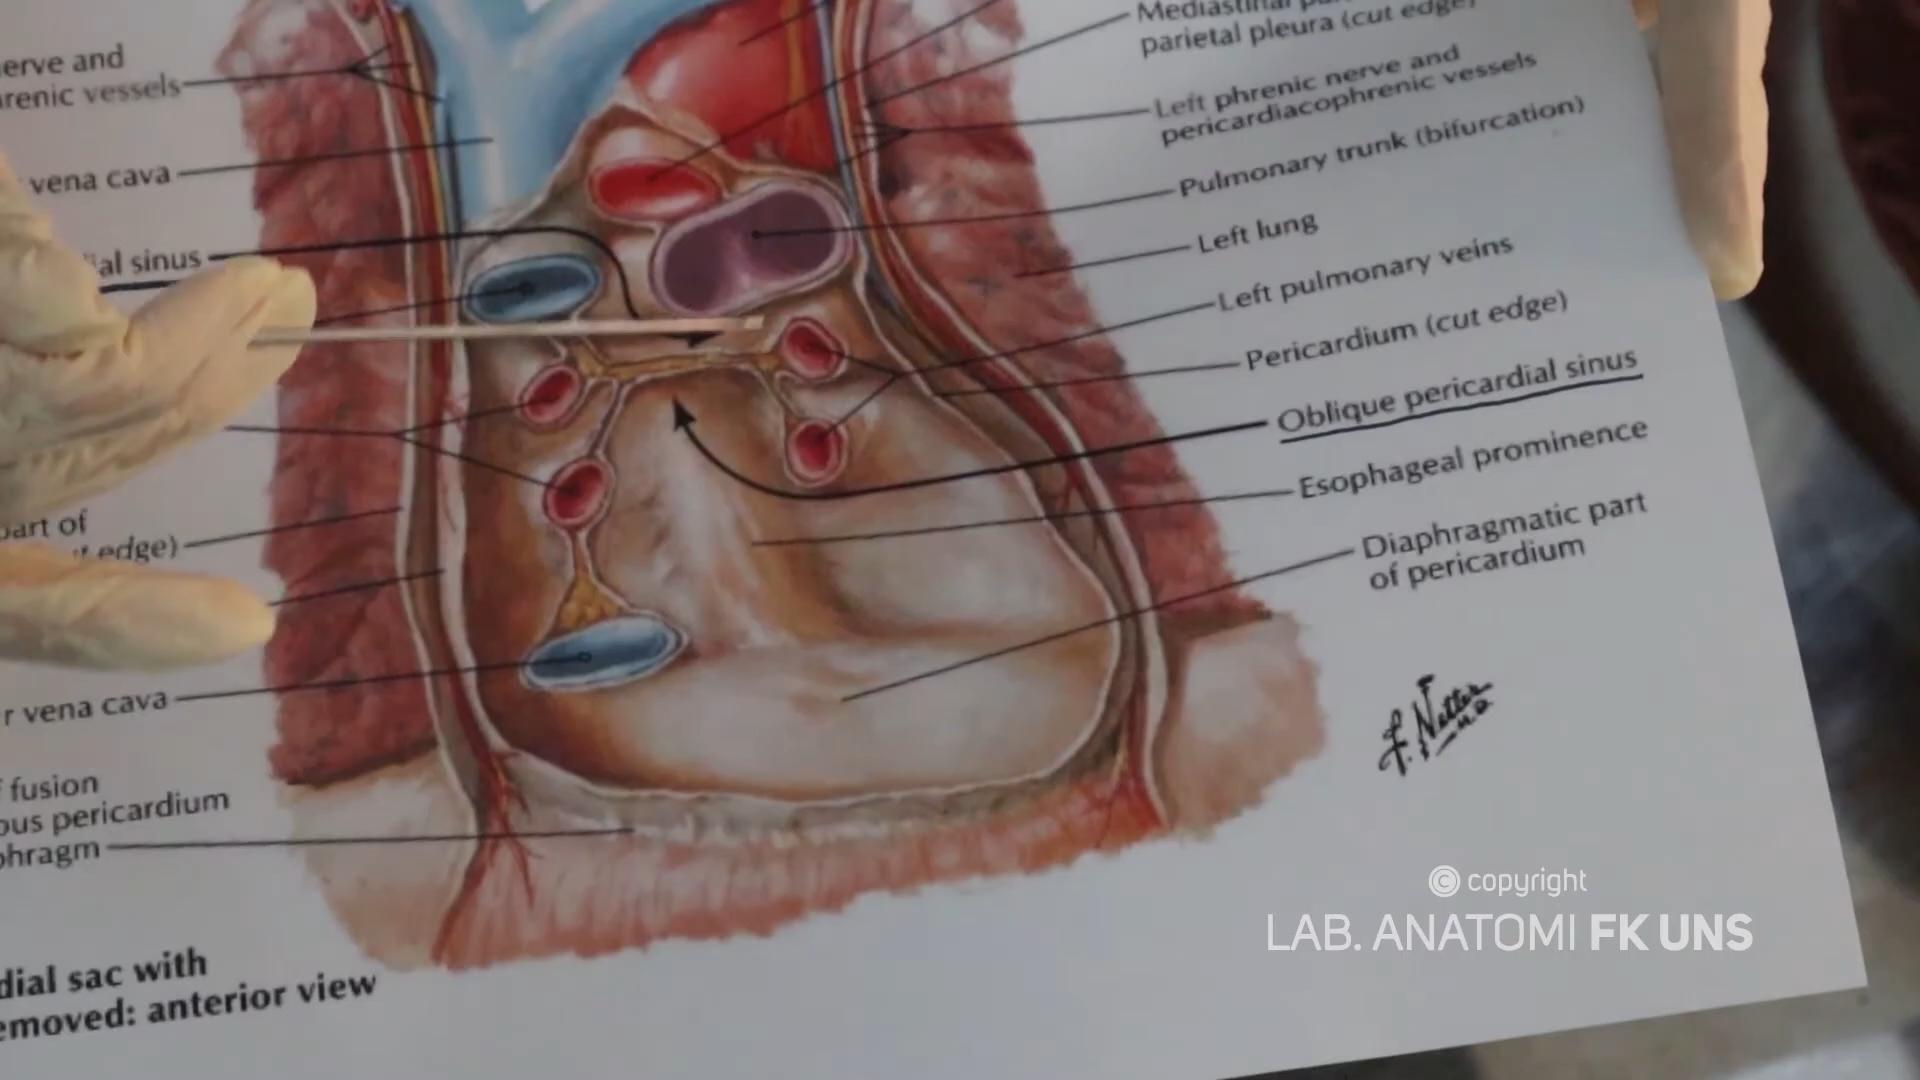 nerve and
phrenic vessels
vena cava
ial sinus
part of
edge)
r vena cava
f fusion
ous pericardium
phragm
dial sac with
emoved: anterior view
Mediastinal
parietal pleura (cut edge)
Left phrenic nerve and
pericardiacophrenic vessels
Pulmonary trunk (bifurcation)
Left lung
Left pulmonary veins
Pericardium (cut edge)
Oblique pericardial sinus
Esophageal prominence
Diaphragmatic part
of pericardium
F. Netter
M.D.
© copyright
LAB. ANATOMI FK UNS